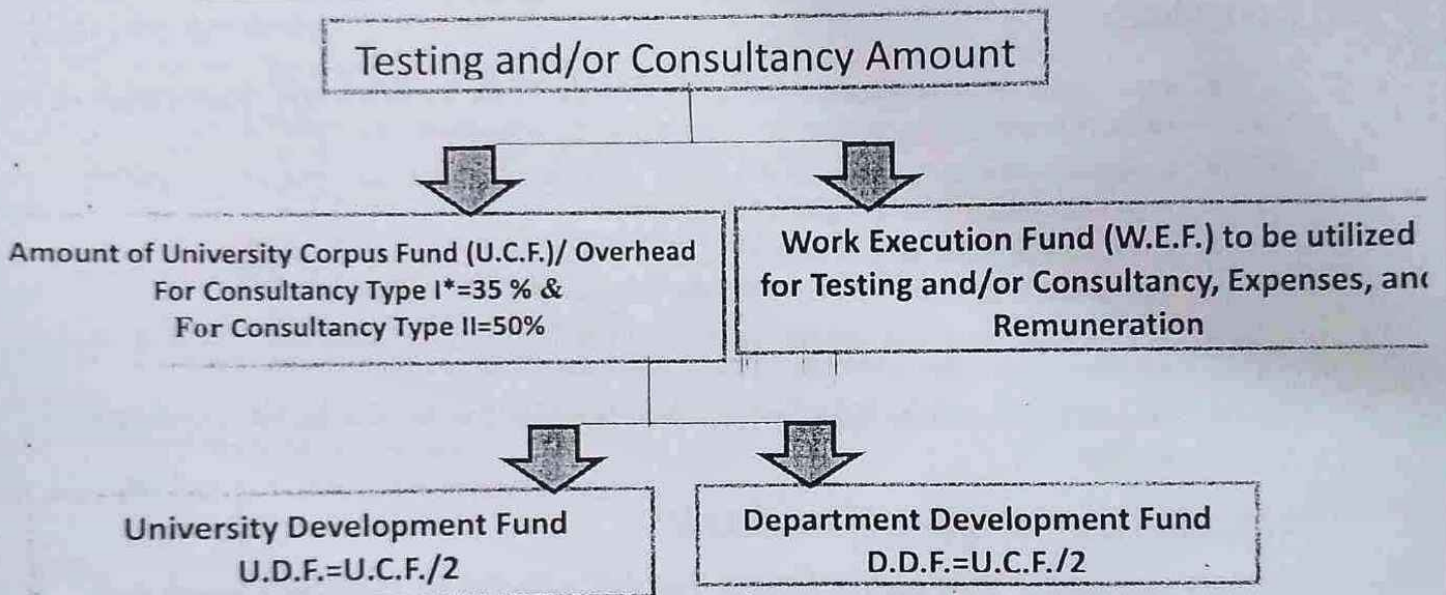 Testing and/or Consultancy Amount
Amount of University Corpus Fund (U.C.F.)/ Overhead
For Consultancy Type I*=35 % &
For Consultancy Type II=50%
Work Execution Fund (W.E.F.) to be utilized
for Testing and/or Consultancy, Expenses, and
Remuneration
University Development Fund
U.D.F.=U.C.F./2
Department Development Fund
D.D.F.=U.C.F./2